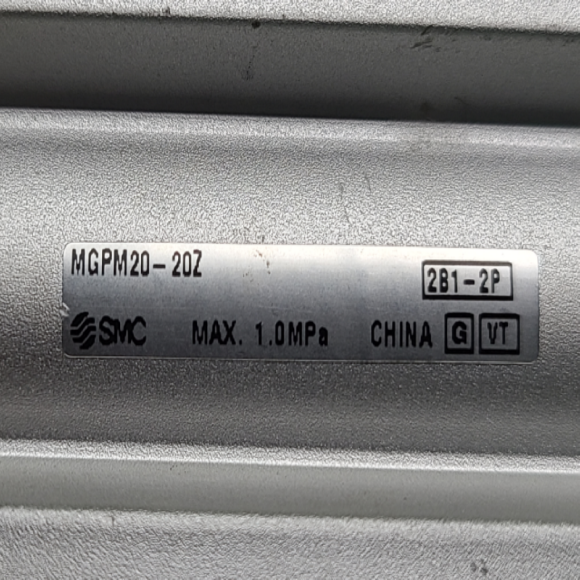 MGPM20-20Z
2B1-2P
SMC MAX. 1.0MPa CHINA G VT